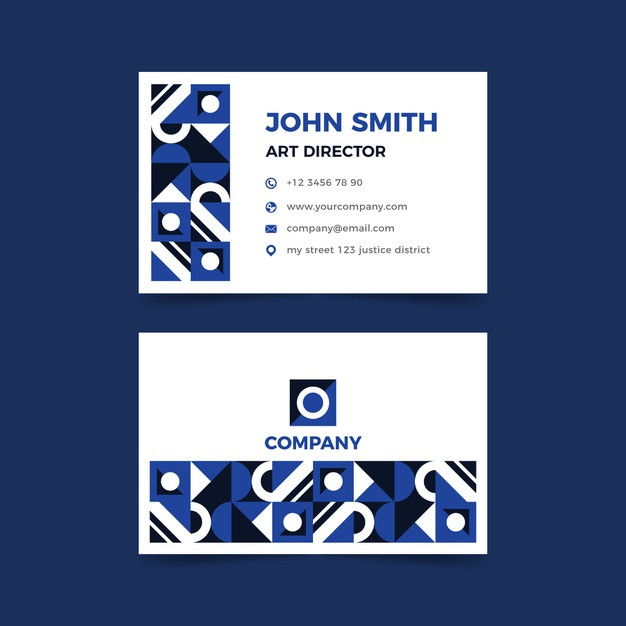 JOHN SMITH
ART DIRECTOR
+12 3456 78 90
www.yourcompany.com
company@email.com
my street 123 justice district
COMPANY